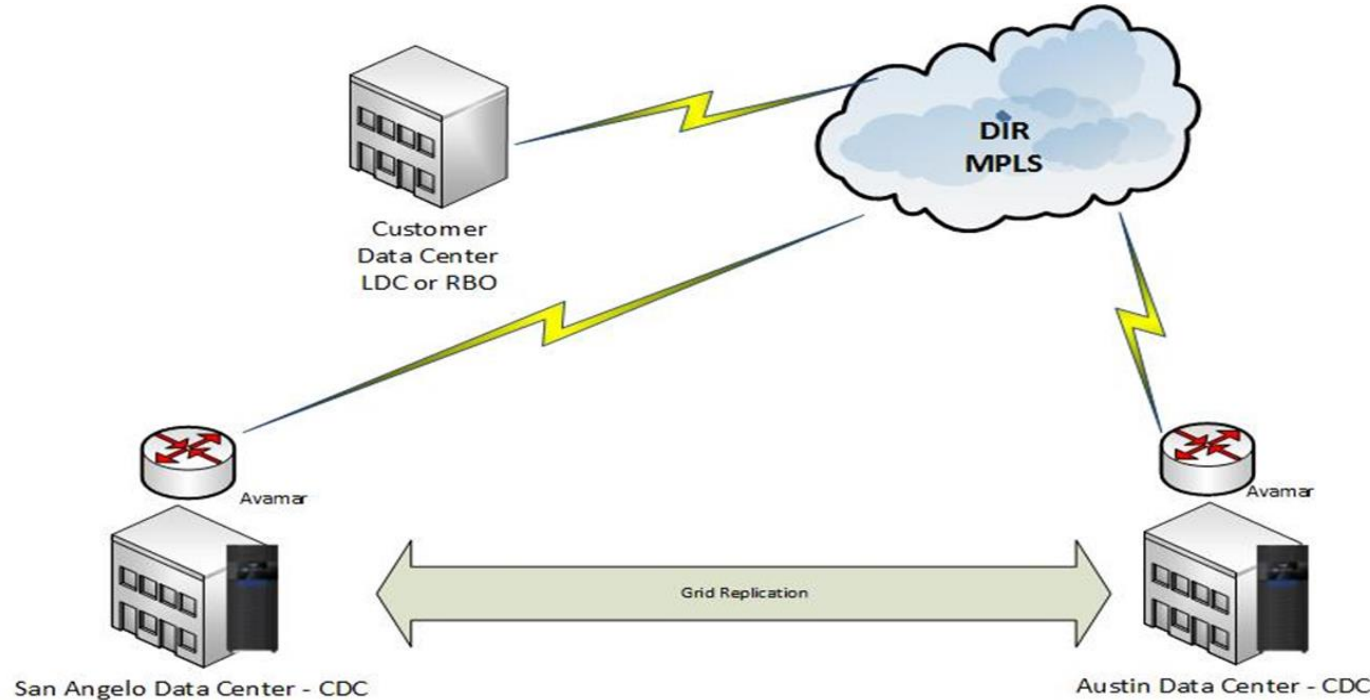 DIR
MPLS
Customer
Data Center
LDC or RBO
Avamar
Avamar
Grid Replication
San Angelo Data Center - CDC
Austin Data Center - CDC